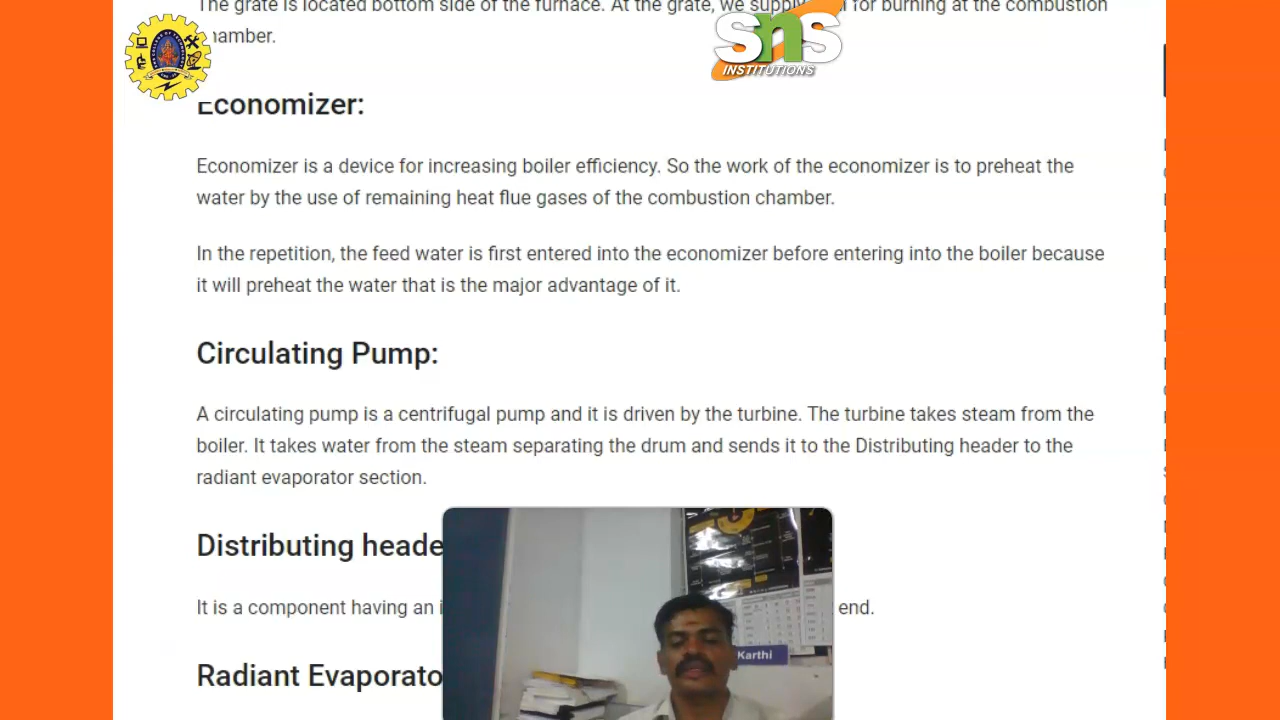 The grate is located bottom side of the furnace. At the grate, we supply for burning at the combustion
chamber.
SnS
INSTITUTIONS
Economizer:
Economizer is a device for increasing boiler efficiency. So the work of the economizer is to preheat the
water by the use of remaining heat flue gases of the combustion chamber.
In the repetition, the feed water is first entered into the economizer before entering into the boiler because
it will preheat the water that is the major advantage of it.
Circulating Pump:
A circulating pump is a centrifugal pump and it is driven by the turbine. The turbine takes steam from the
boiler. It takes water from the steam separating the drum and sends it to the Distributing header to the
radiant evaporator section.
Distributing heade
It is a component having an i end.
Radiant Evaporato
Karthi